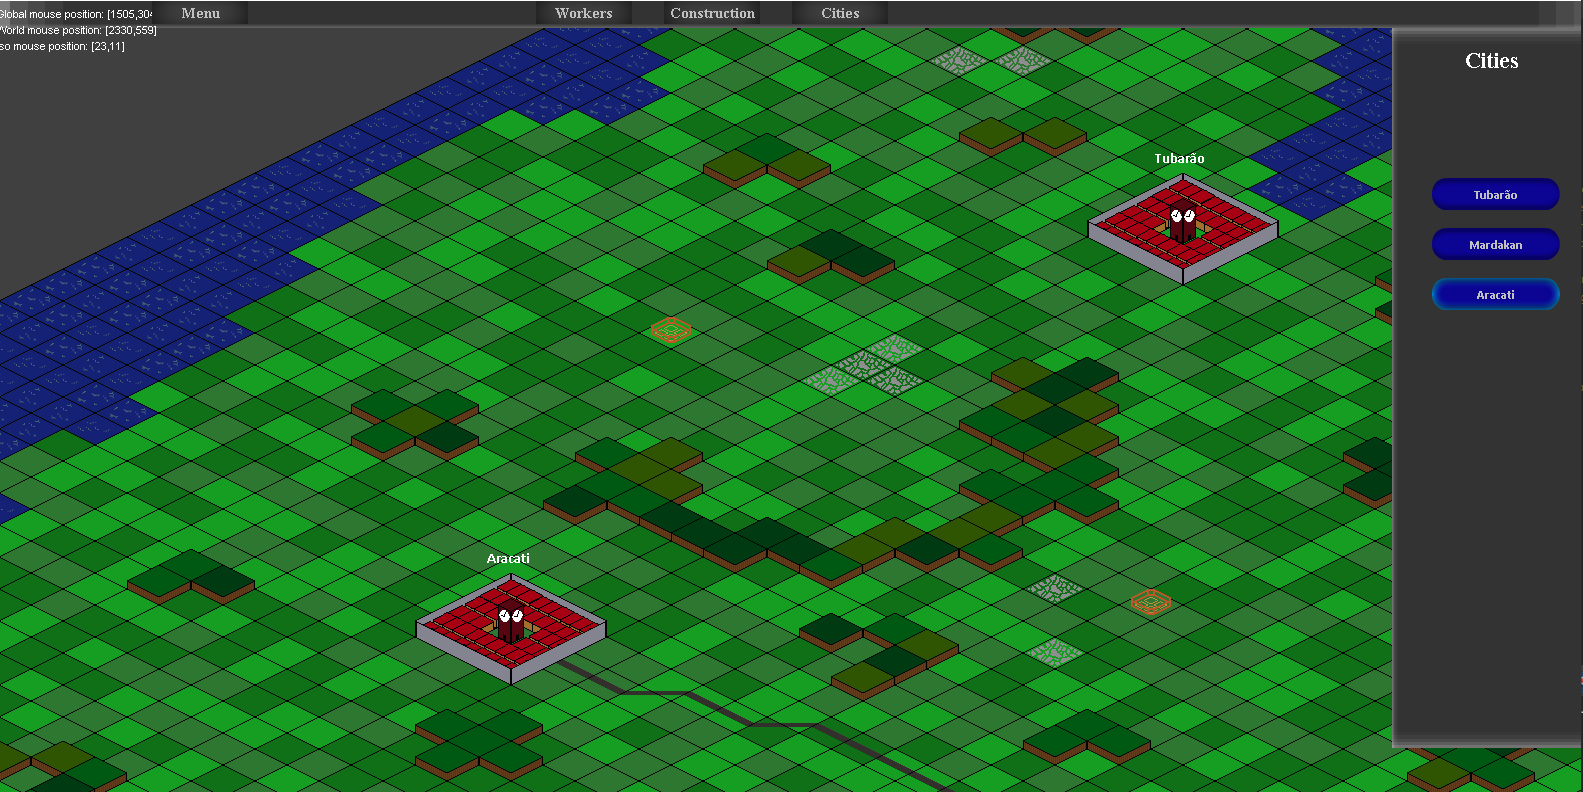 Global mouse position: [1505,304
World mouse position: [2330,559]
so mouse position: [23,11]
Menu
Workers
Construction
Cities
Cities
Tubarão
Mardakan
Aracati
Tubarão
Aracati